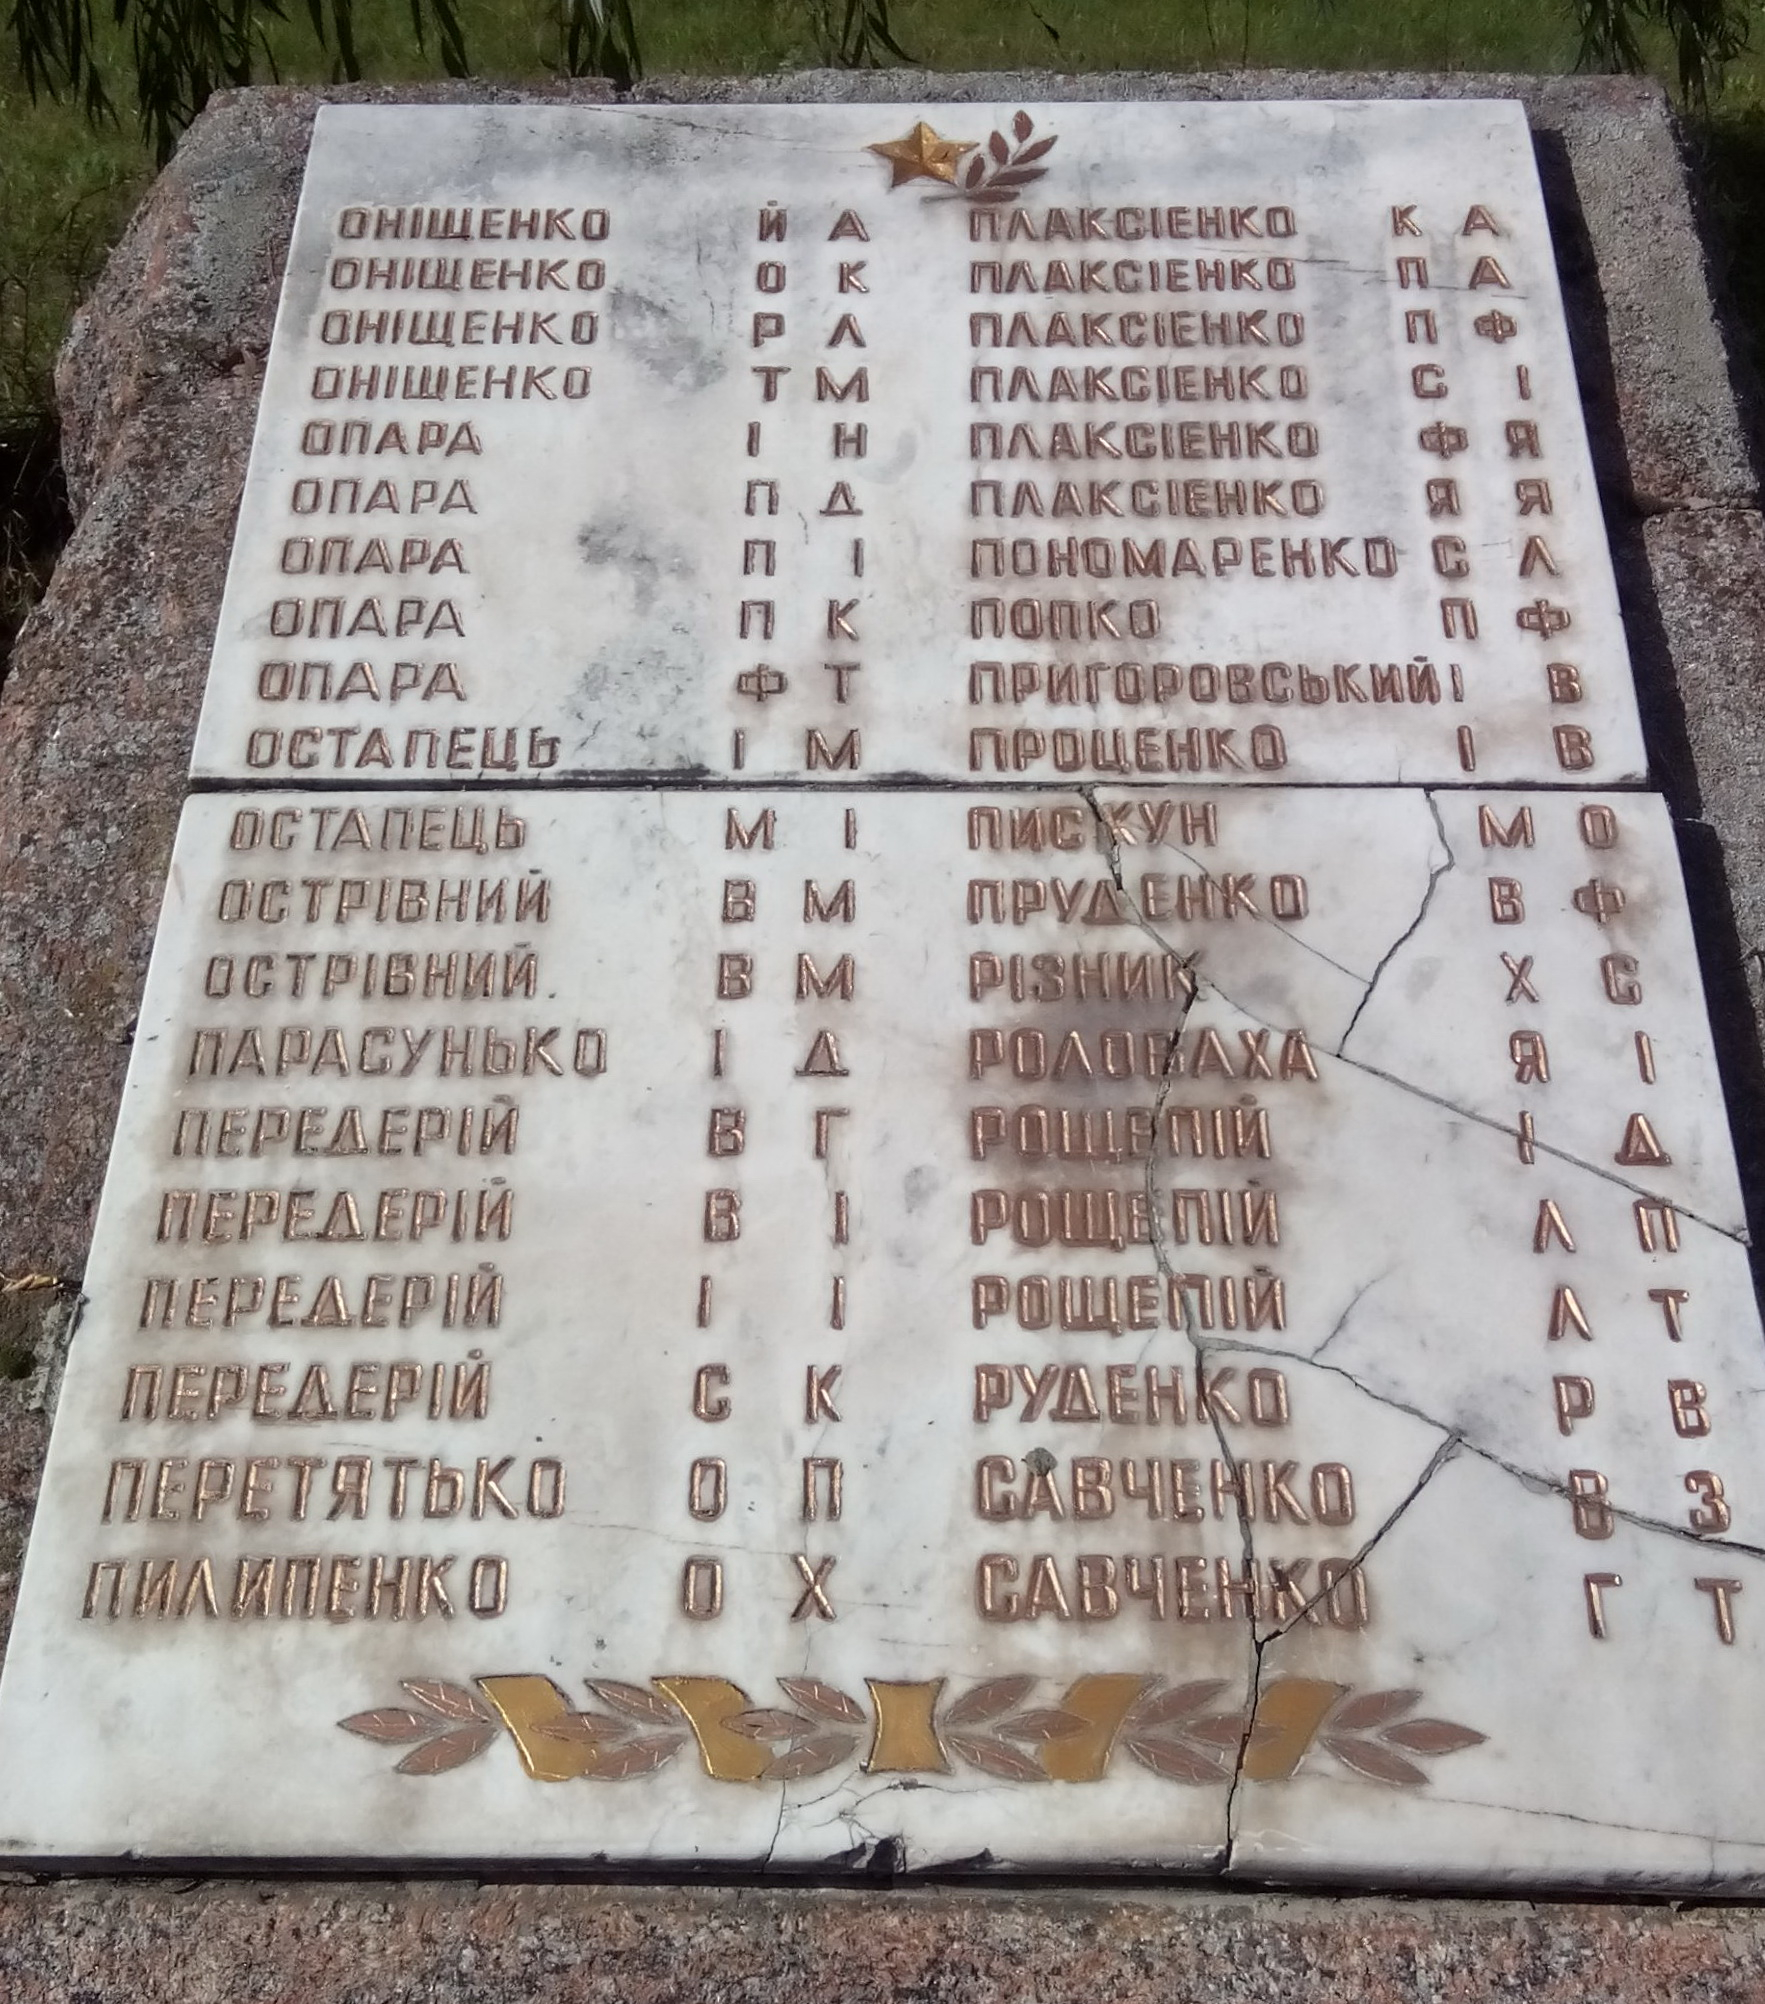 ОНІЩЕНКО Й А
ОНІЩЕНКО О К
ОНІЩЕНКО Р Л
ОНІЩЕНКО Т М
ОПАРА І Н
ОПАРА П Д
ОПАРА П І
ОПАРА П К
ОПАРА Ф Т
ОСТАПЕЦЬ І М
ОСТАПЕЦЬ М І
ОСТРІВНИЙ В М
ОСТРІВНИЙ В М
ПАРАСУНЬКО І Д
ПЕРЕДЕРІЙ В Г
ПЕРЕДЕРІЙ В І
ПЕРЕДЕРІЙ І І
ПЕРЕДЕРІЙ С К
ПЕРЕТЯТЬКО О П
ПИЛИПЕНКО О Х
ПЛАКСІЕНКО К А
ПЛАКСІЕНКО П А
ПЛАКСІЕНКО П Ф
ПЛАКСІЕНКО С І
ПЛАКСІЕНКО Ф Я
ПЛАКСІЕНКО Я Я
ПОНОМАРЕНКО С Л
ПОПКО П Ф
ПРИГОРОВСЬКИЙ І В
ПРОЦЕНКО І В
ПИСКУН М О
ПРУДЕНКО В Ф
РІЗНИК Х С
РОЛОВАХА Я І
РОЩЕПІЙ І Д
РОЩЕПІЙ Л П
РОЩЕПІЙ Л Т
РУДЕНКО Р В
САВЧЕНКО В З
САВЧЕНКО Г Т